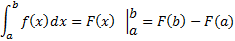 ∫_a^b f(x)dx = F(x) |_a^b = F(b) − F(a)